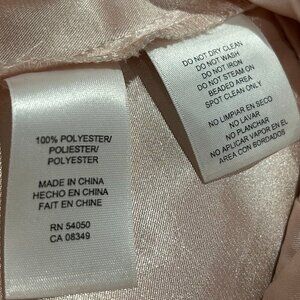 100% POLYESTER/
POLIESTER/
POLYESTER
MADE IN CHINA
HECHO EN CHINA
FAIT EN CHINE
RN 54050
CA 08349
DO NOT DRY CLEAN
DO NOT WASH
DO NOT IRON
DO NOT STEAM ON
BEADED AREA
SPOT CLEAN ONLY
NO LIMPIAR EN SECO
NO LAVAR
NO PLANCHAR
NO APLICAR VAPOR EN EL
AREA CON BORDADOS